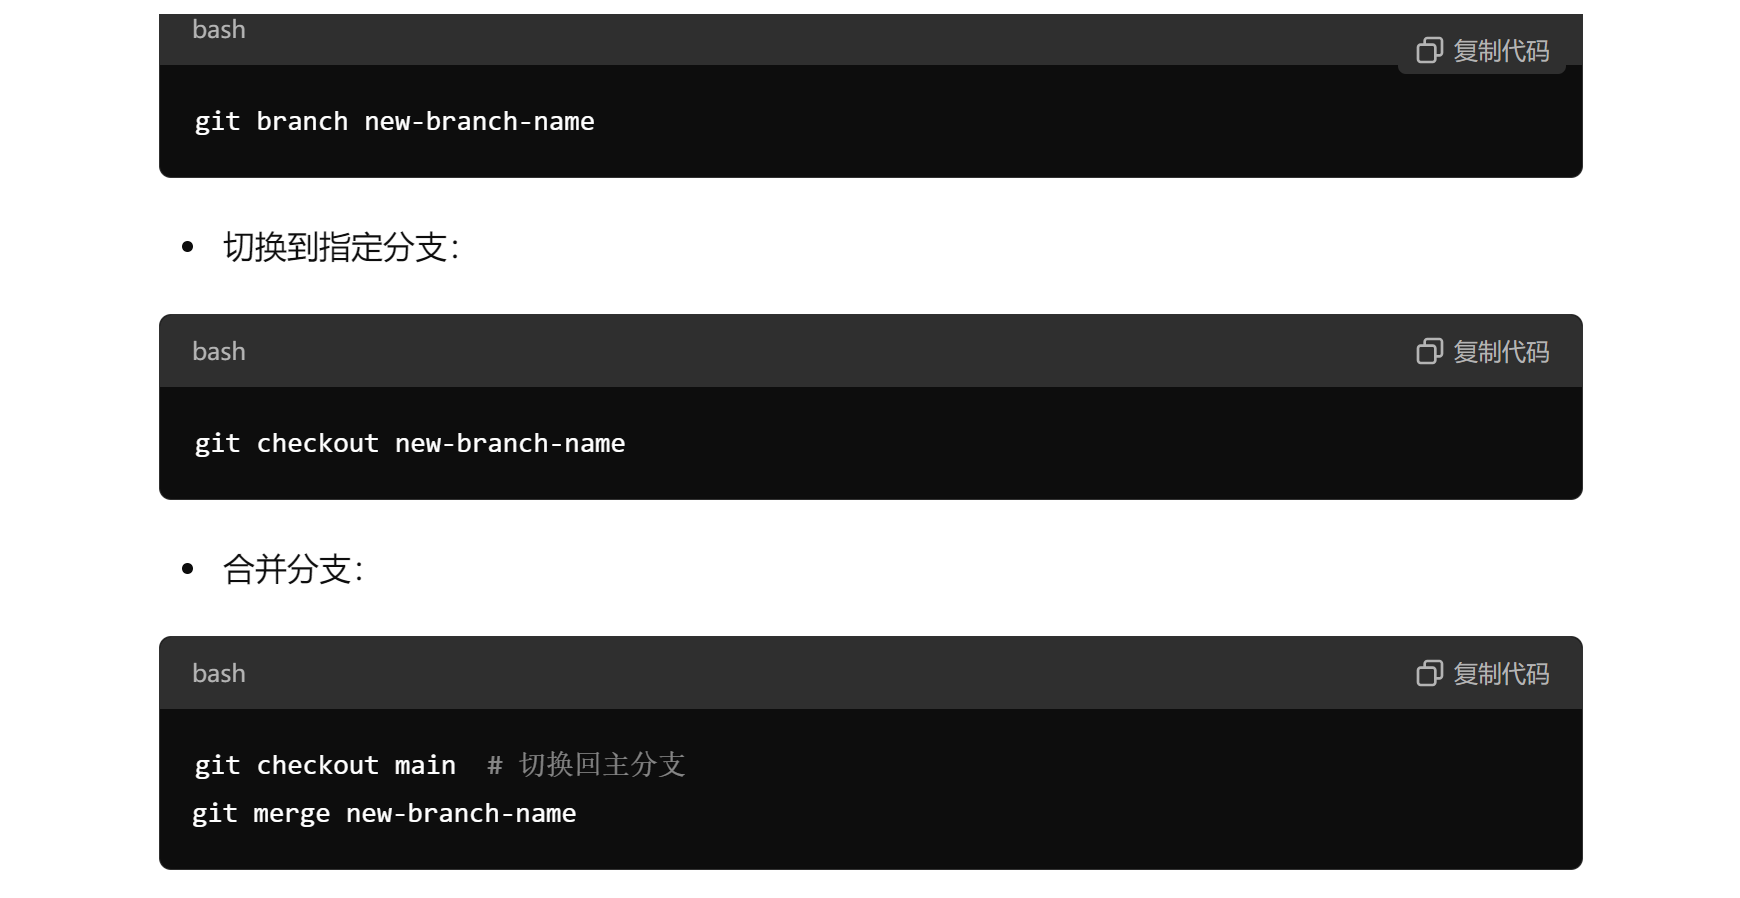 bash
复制代码
git branch new-branch-name
切换到指定分支：
bash
复制代码
git checkout new-branch-name
合并分支：
bash
复制代码
git checkout main  # 切换回主分支
git merge new-branch-name